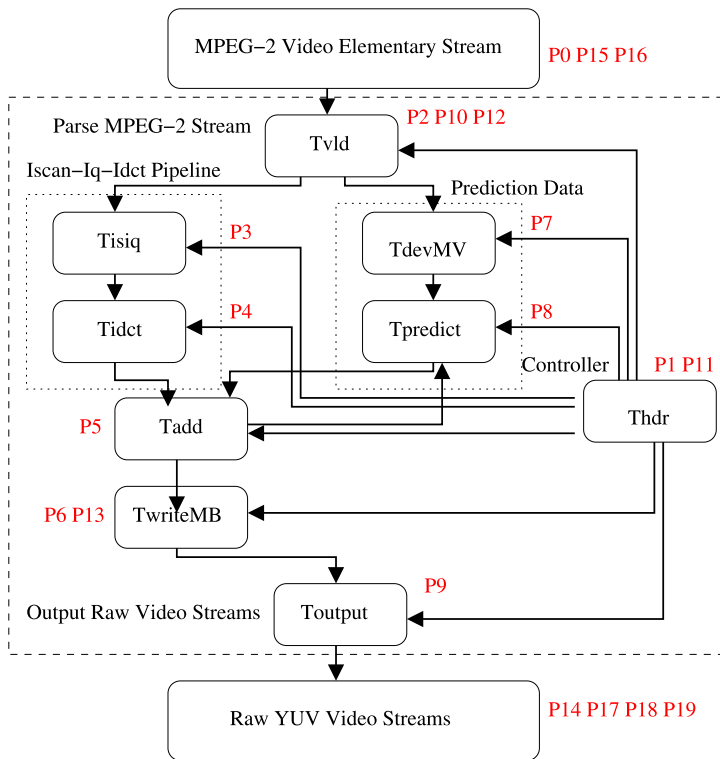 MPEG−2 Video Elementary Stream
P0 P15 P16
Parse MPEG−2 Stream
P2 P10 P12
Tvld
Iscan−Iq−Idct Pipeline
Prediction Data
Tisiq
P3
TdevMV
P7
Tidct
P4
Tpredict
P8
Controller
P1 P11
Thdr
P5
Tadd
P6 P13
TwriteMB
P9
Output Raw Video Streams
Toutput
Raw YUV Video Streams
P14 P17 P18 P19